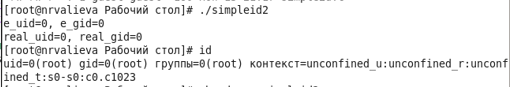 [root@nrvalieva Рабочий стол]# ./simpleid2
e_uid=0, e_gid=0
real_uid=0, real_gid=0
[root@nrvalieva Рабочий стол]# id
uid=0(root) gid=0(root) группы=0(root) контекст=unconfined_u:unconfined_r:unconf
ined_t:s0-s0:c0.c1023